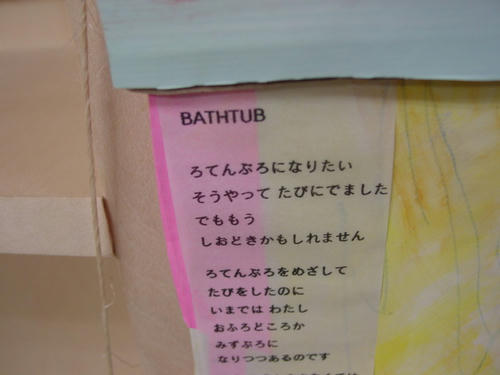 BATHTUB
ろてんぶろになりたい
そうやって たびにでました
でももう
しおときかもしれません
ろてんぶろをめざして
たびをしたのに
いまでは わたし
おふろどころか
みずぶろに
なりつつあるのです